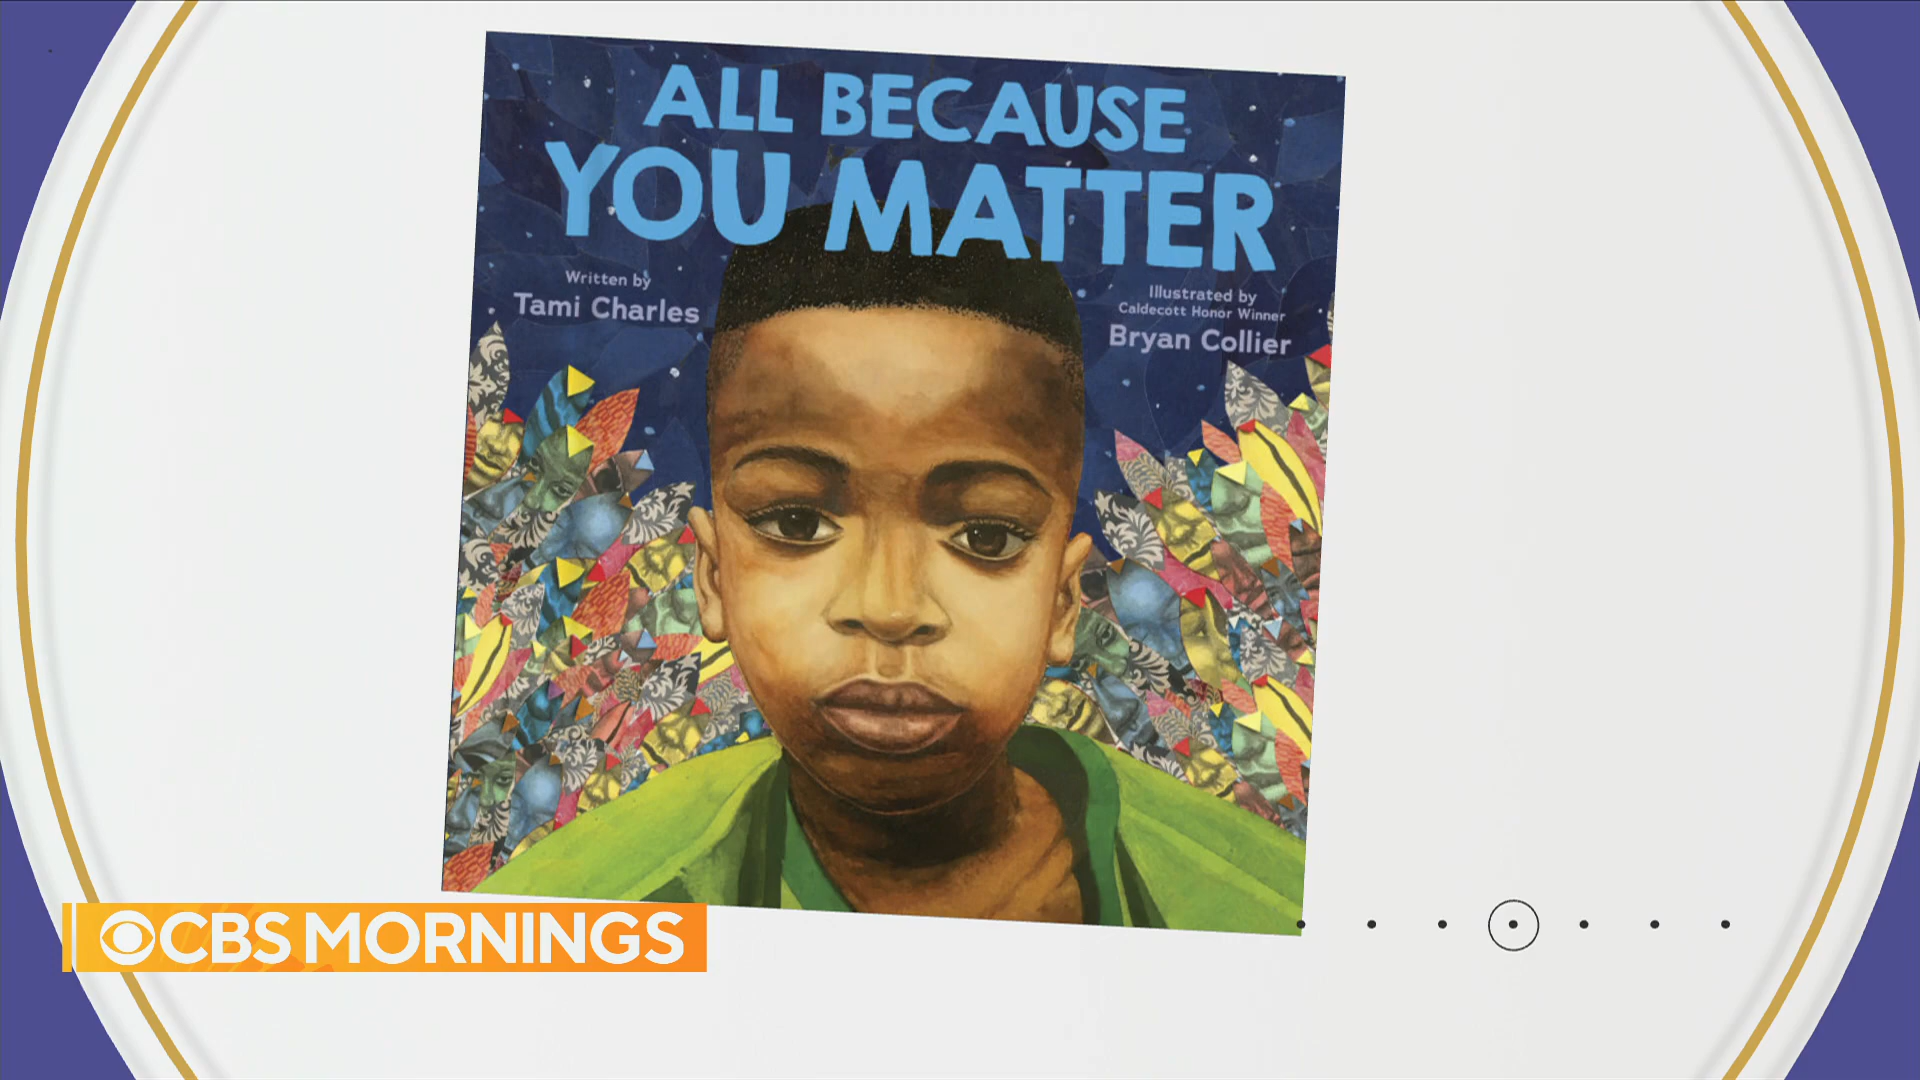 ALL BECAUSE
YOU MATTER
Written by
Tami Charles
Illustrated by
Caldecott Honor Winner
Bryan Collier
CBS MORNINGS